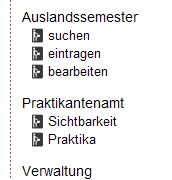 Auslandssemester
suchen
eintragen
bearbeiten
Praktikantenamt
Sichtbarkeit
Praktika
Verwaltung